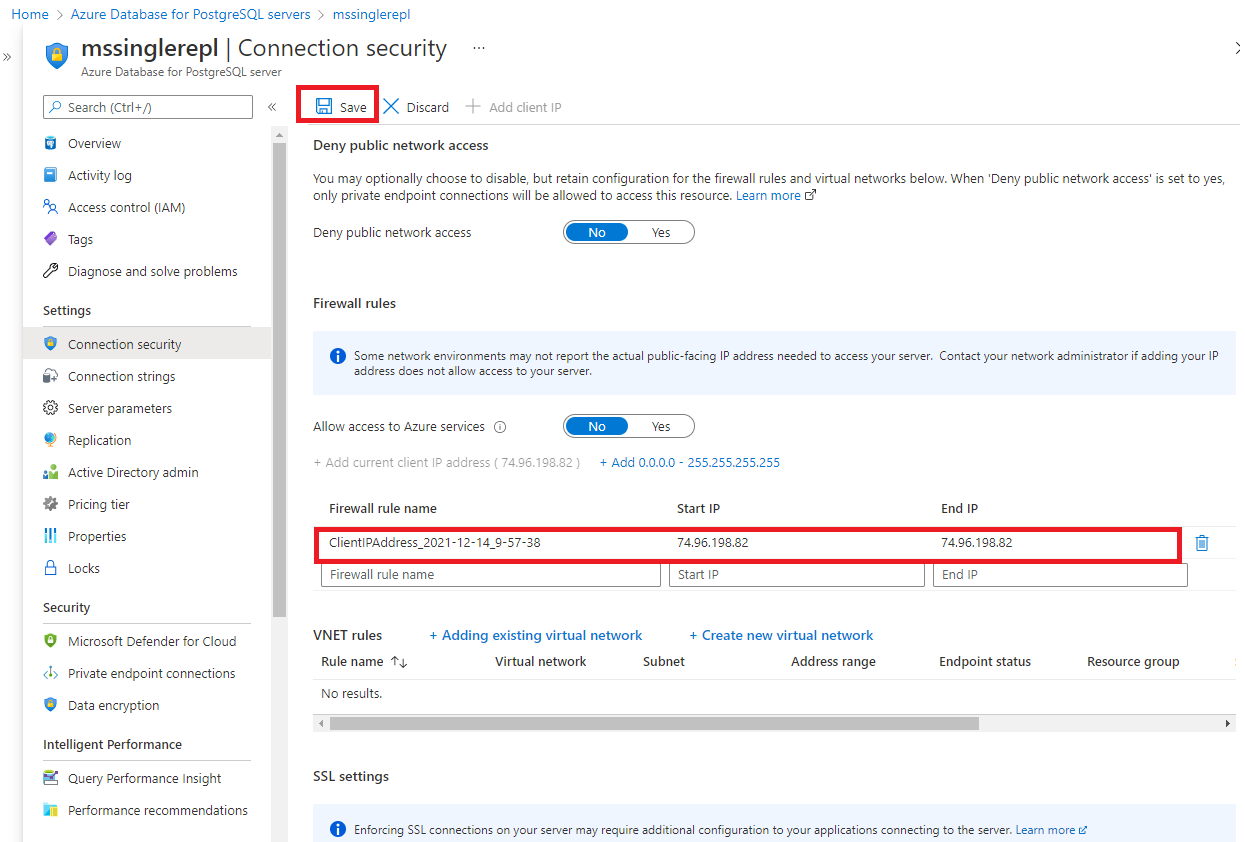 Home > Azure Database for PostgreSQL servers > mssinglerepl
»
mssinglerepl | Connection security ...
Azure Database for PostgreSQL server
Search (Ctrl+/)
«
Overview
Activity log
Access control (IAM)
Tags
Diagnose and solve problems
Settings
Connection security
Connection strings
Server parameters
Replication
Active Directory admin
Pricing tier
Properties
Locks
Security
Microsoft Defender for Cloud
Private endpoint connections
Data encryption
Intelligent Performance
Query Performance Insight
Performance recommendations
Save Discard + Add client IP
Deny public network access
You may optionally choose to disable, but retain configuration for the firewall rules and virtual networks below. When 'Deny public network access' is set to yes,
only private endpoint connections will be allowed to access this resource. Learn more
Deny public network access No Yes
Firewall rules
Some network environments may not report the actual public-facing IP address needed to access your server. Contact your network administrator if adding your IP
address does not allow access to your server.
Allow access to Azure services No Yes
+ Add current client IP address ( 74.96.198.82 ) + Add 0.0.0.0 - 255.255.255.255
Firewall rule name Start IP End IP
ClientIPAddress_2021-12-14_9-57-38 74.96.198.82 74.96.198.82
Firewall rule name Start IP End IP
VNET rules + Adding existing virtual network + Create new virtual network
Rule name ↑↓ Virtual network Subnet Address range Endpoint status Resource group
No results.
SSL settings
Enforcing SSL connections on your server may require additional configuration to your applications connecting to the server. Learn more